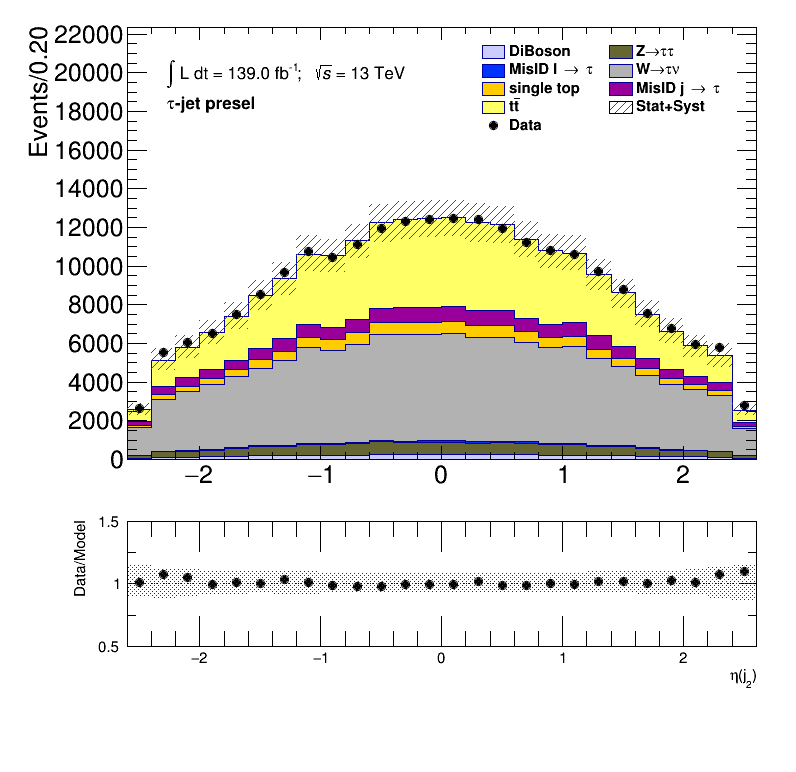 Events/0.20
22000
20000
18000
16000
14000
12000
10000
8000
6000
4000
2000
0
∫ L dt = 139.0 fb⁻¹; √s = 13 TeV
τ-jet presel
DiBoson
MisID l → τ
single top
tt̄
Data
Z→ττ
W→τν
MisID j → τ
Stat+Syst
−2 −1 0 1 2
Data/Model
1.5
1
0.5
−2 −1 0 1 2
η(j₂)